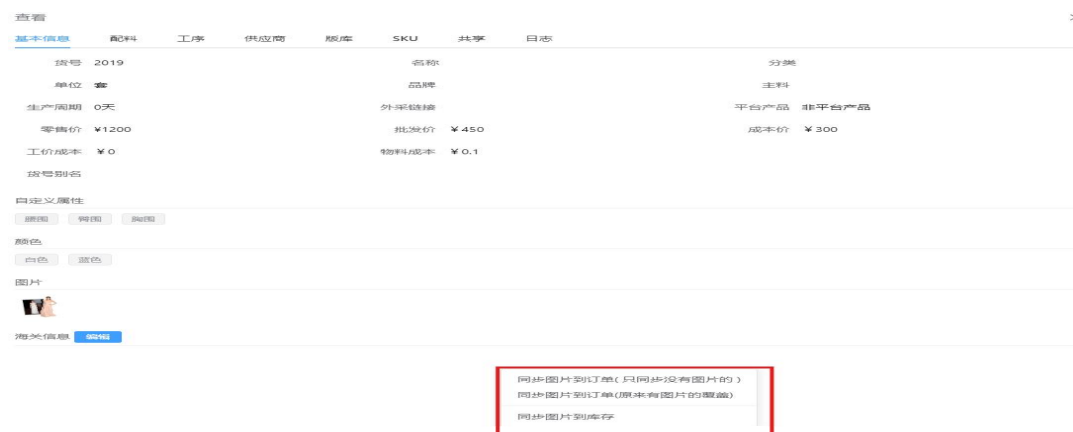 查看
基本信息 配料 工序 供应商 版库 SKU 共享 日志
货号 2019 名称 分类
单位 套 品牌 主料
生产周期 0天 外采链接 平台产品 非平台产品
零售价 ¥1200 批发价 ¥450 成本价 ¥300
工价成本 ¥0 物料成本 ¥0.1
货号别名
自定义属性
腰围 臀围 胸围
颜色
白色 蓝色
图片
海关信息 编辑
同步图片到订单(只同步没有图片的)
同步图片到订单(原来有图片的覆盖)
同步图片到库存